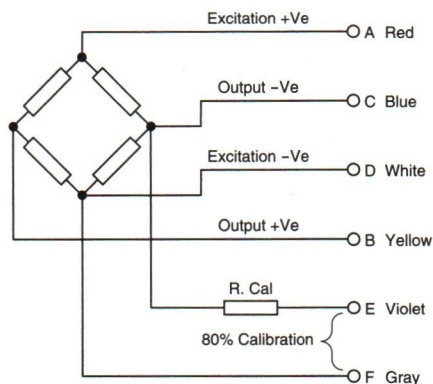 Excitation +Ve
A Red
Output −Ve
C Blue
Excitation −Ve
D White
Output +Ve
B Yellow
R. Cal
E Violet
80% Calibration
F Gray